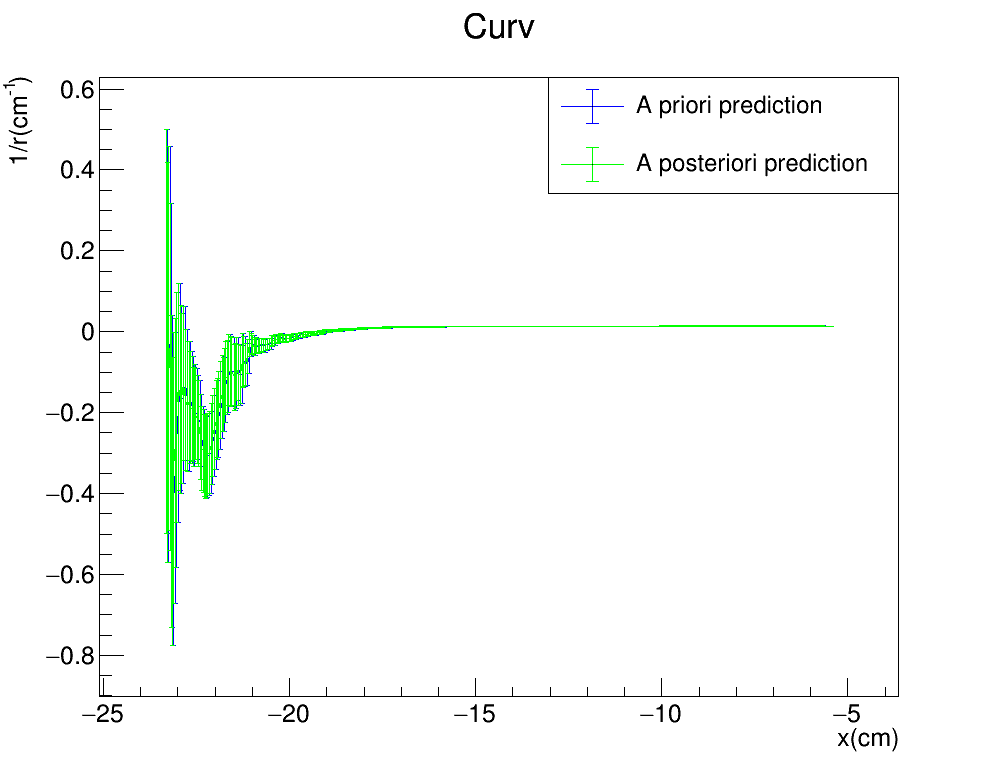 Curv
1/r(cm⁻¹)
A priori prediction
A posteriori prediction
0.6
0.4
0.2
0
−0.2
−0.4
−0.6
−0.8
−25 −20 −15 −10 −5
x(cm)